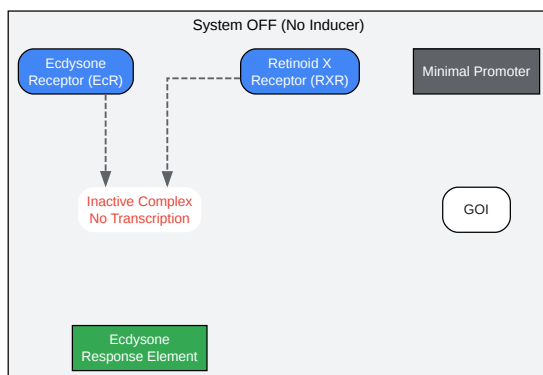 System OFF (No Inducer)
Ecdysone
Receptor (EcR)
Retinoid X
Receptor (RXR)
Minimal Promoter
Inactive Complex
No Transcription
GOI
Ecdysone
Response Element